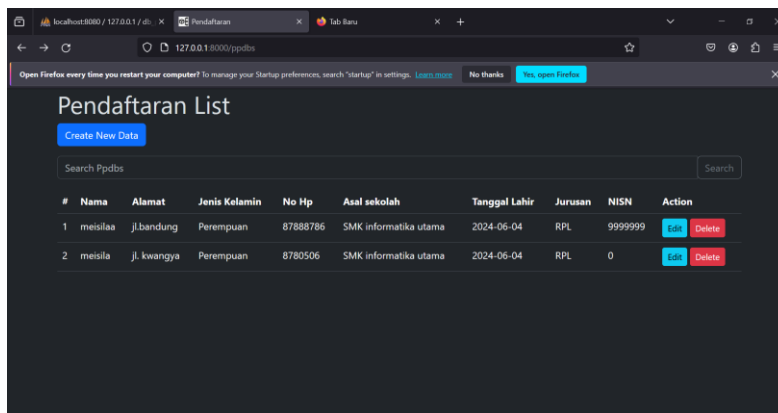 localhost:8080 / 127.0.0.1 / db_p Pendaftaran Tab Baru
127.0.0.1:8000/ppdbs
Open Firefox every time you restart your computer? To manage your Startup preferences, search "startup" in settings. Learn more No thanks Yes, open Firefox
Pendaftaran List
Create New Data
Search Ppdbs Search
# Nama Alamat Jenis Kelamin No Hp Asal sekolah Tanggal Lahir Jurusan NISN Action
1 meisilaa jl.bandung Perempuan 87888786 SMK informatika utama 2024-06-04 RPL 9999999 Edit Delete
2 meisila jl. kwangya Perempuan 8780506 SMK informatika utama 2024-06-04 RPL 0 Edit Delete